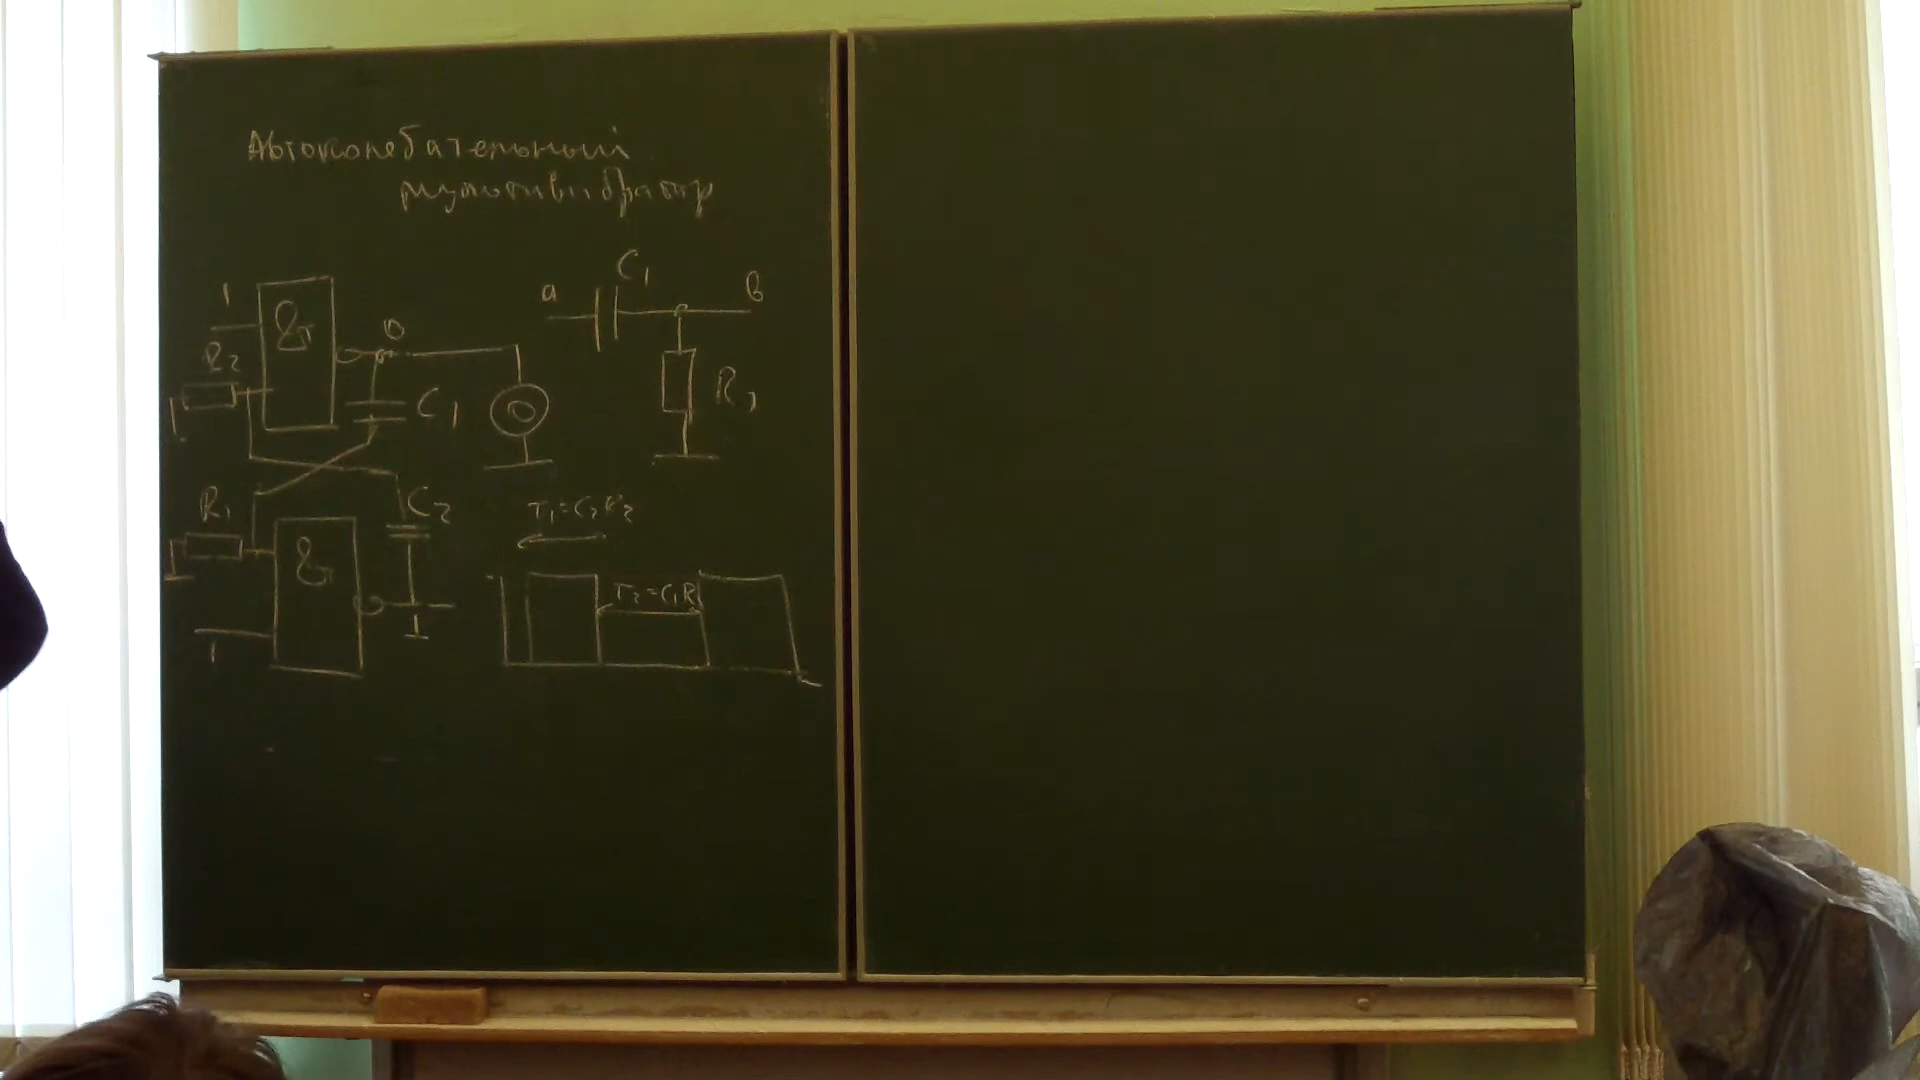 Автоколебательный
мультивибратор
1
&
0
R2
C1
a
C1
в
R1
R1
C2
&
1
1
T1=C2R2
T2=C1R1